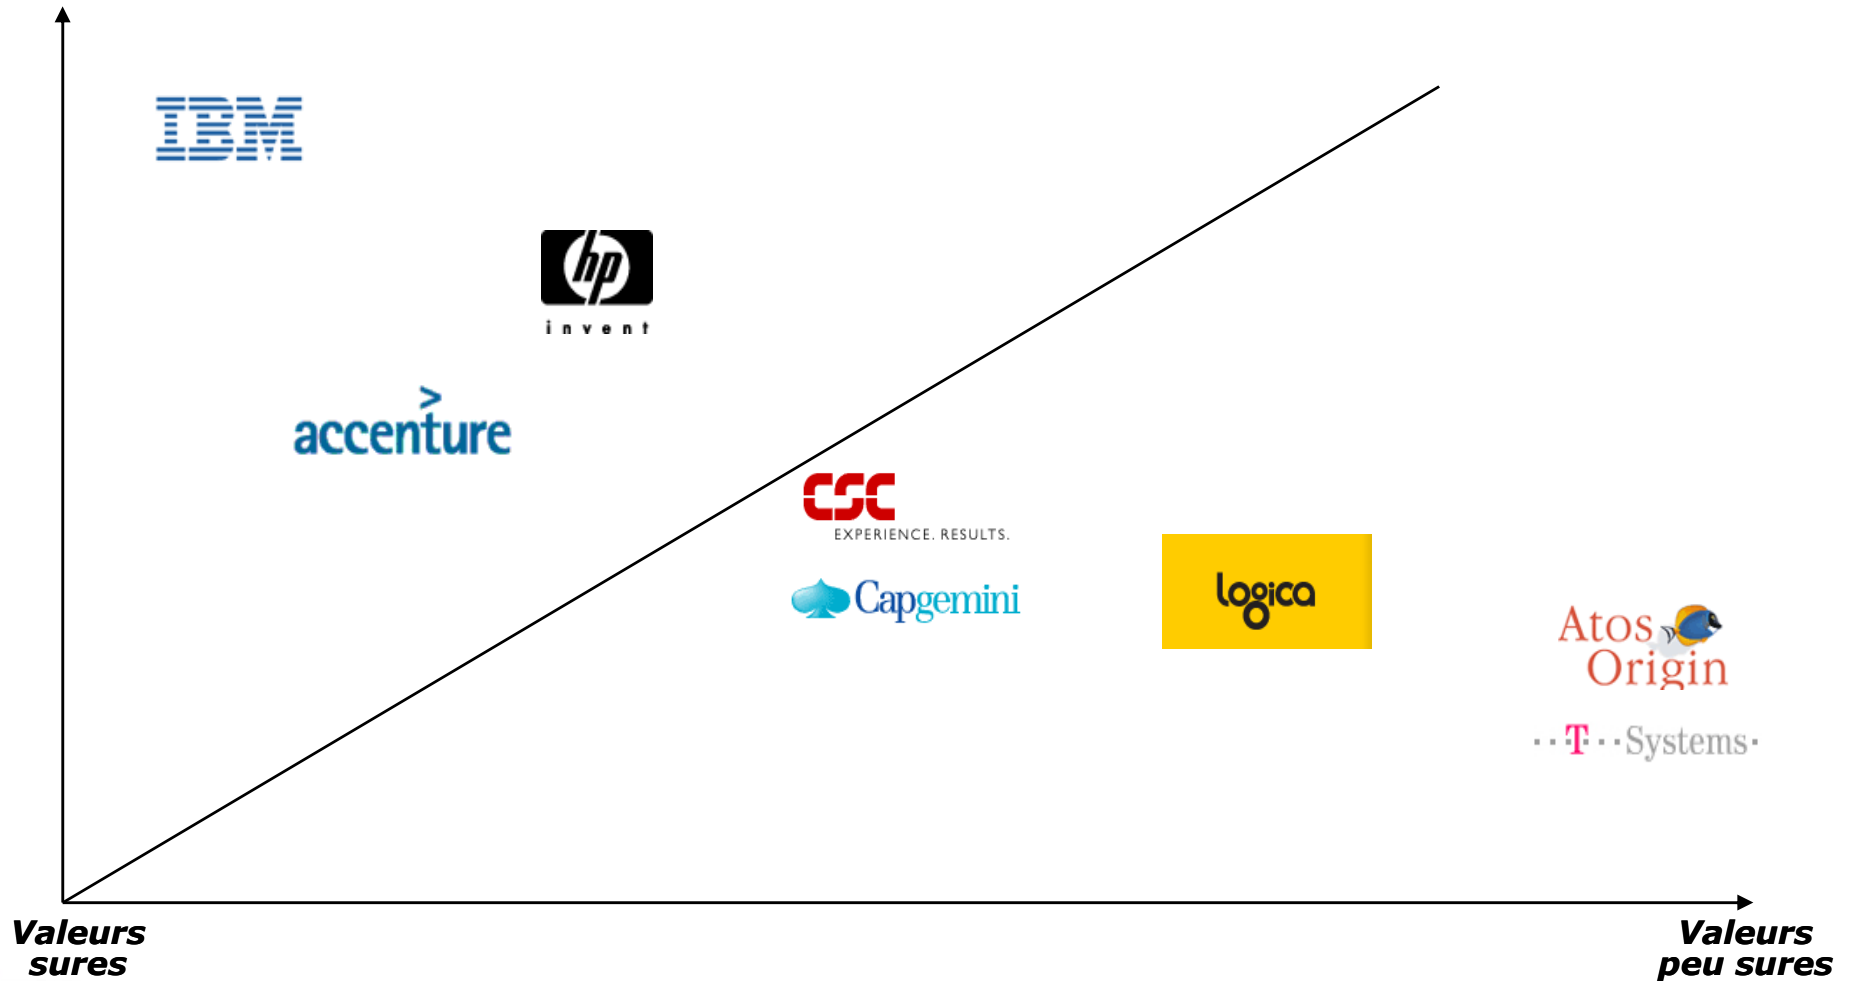 IBM
hp
invent
accenture
CSC
EXPERIENCE. RESULTS.
Capgemini
logica
Atos
Origin
T Systems
Valeurs
sures
Valeurs
peu sures